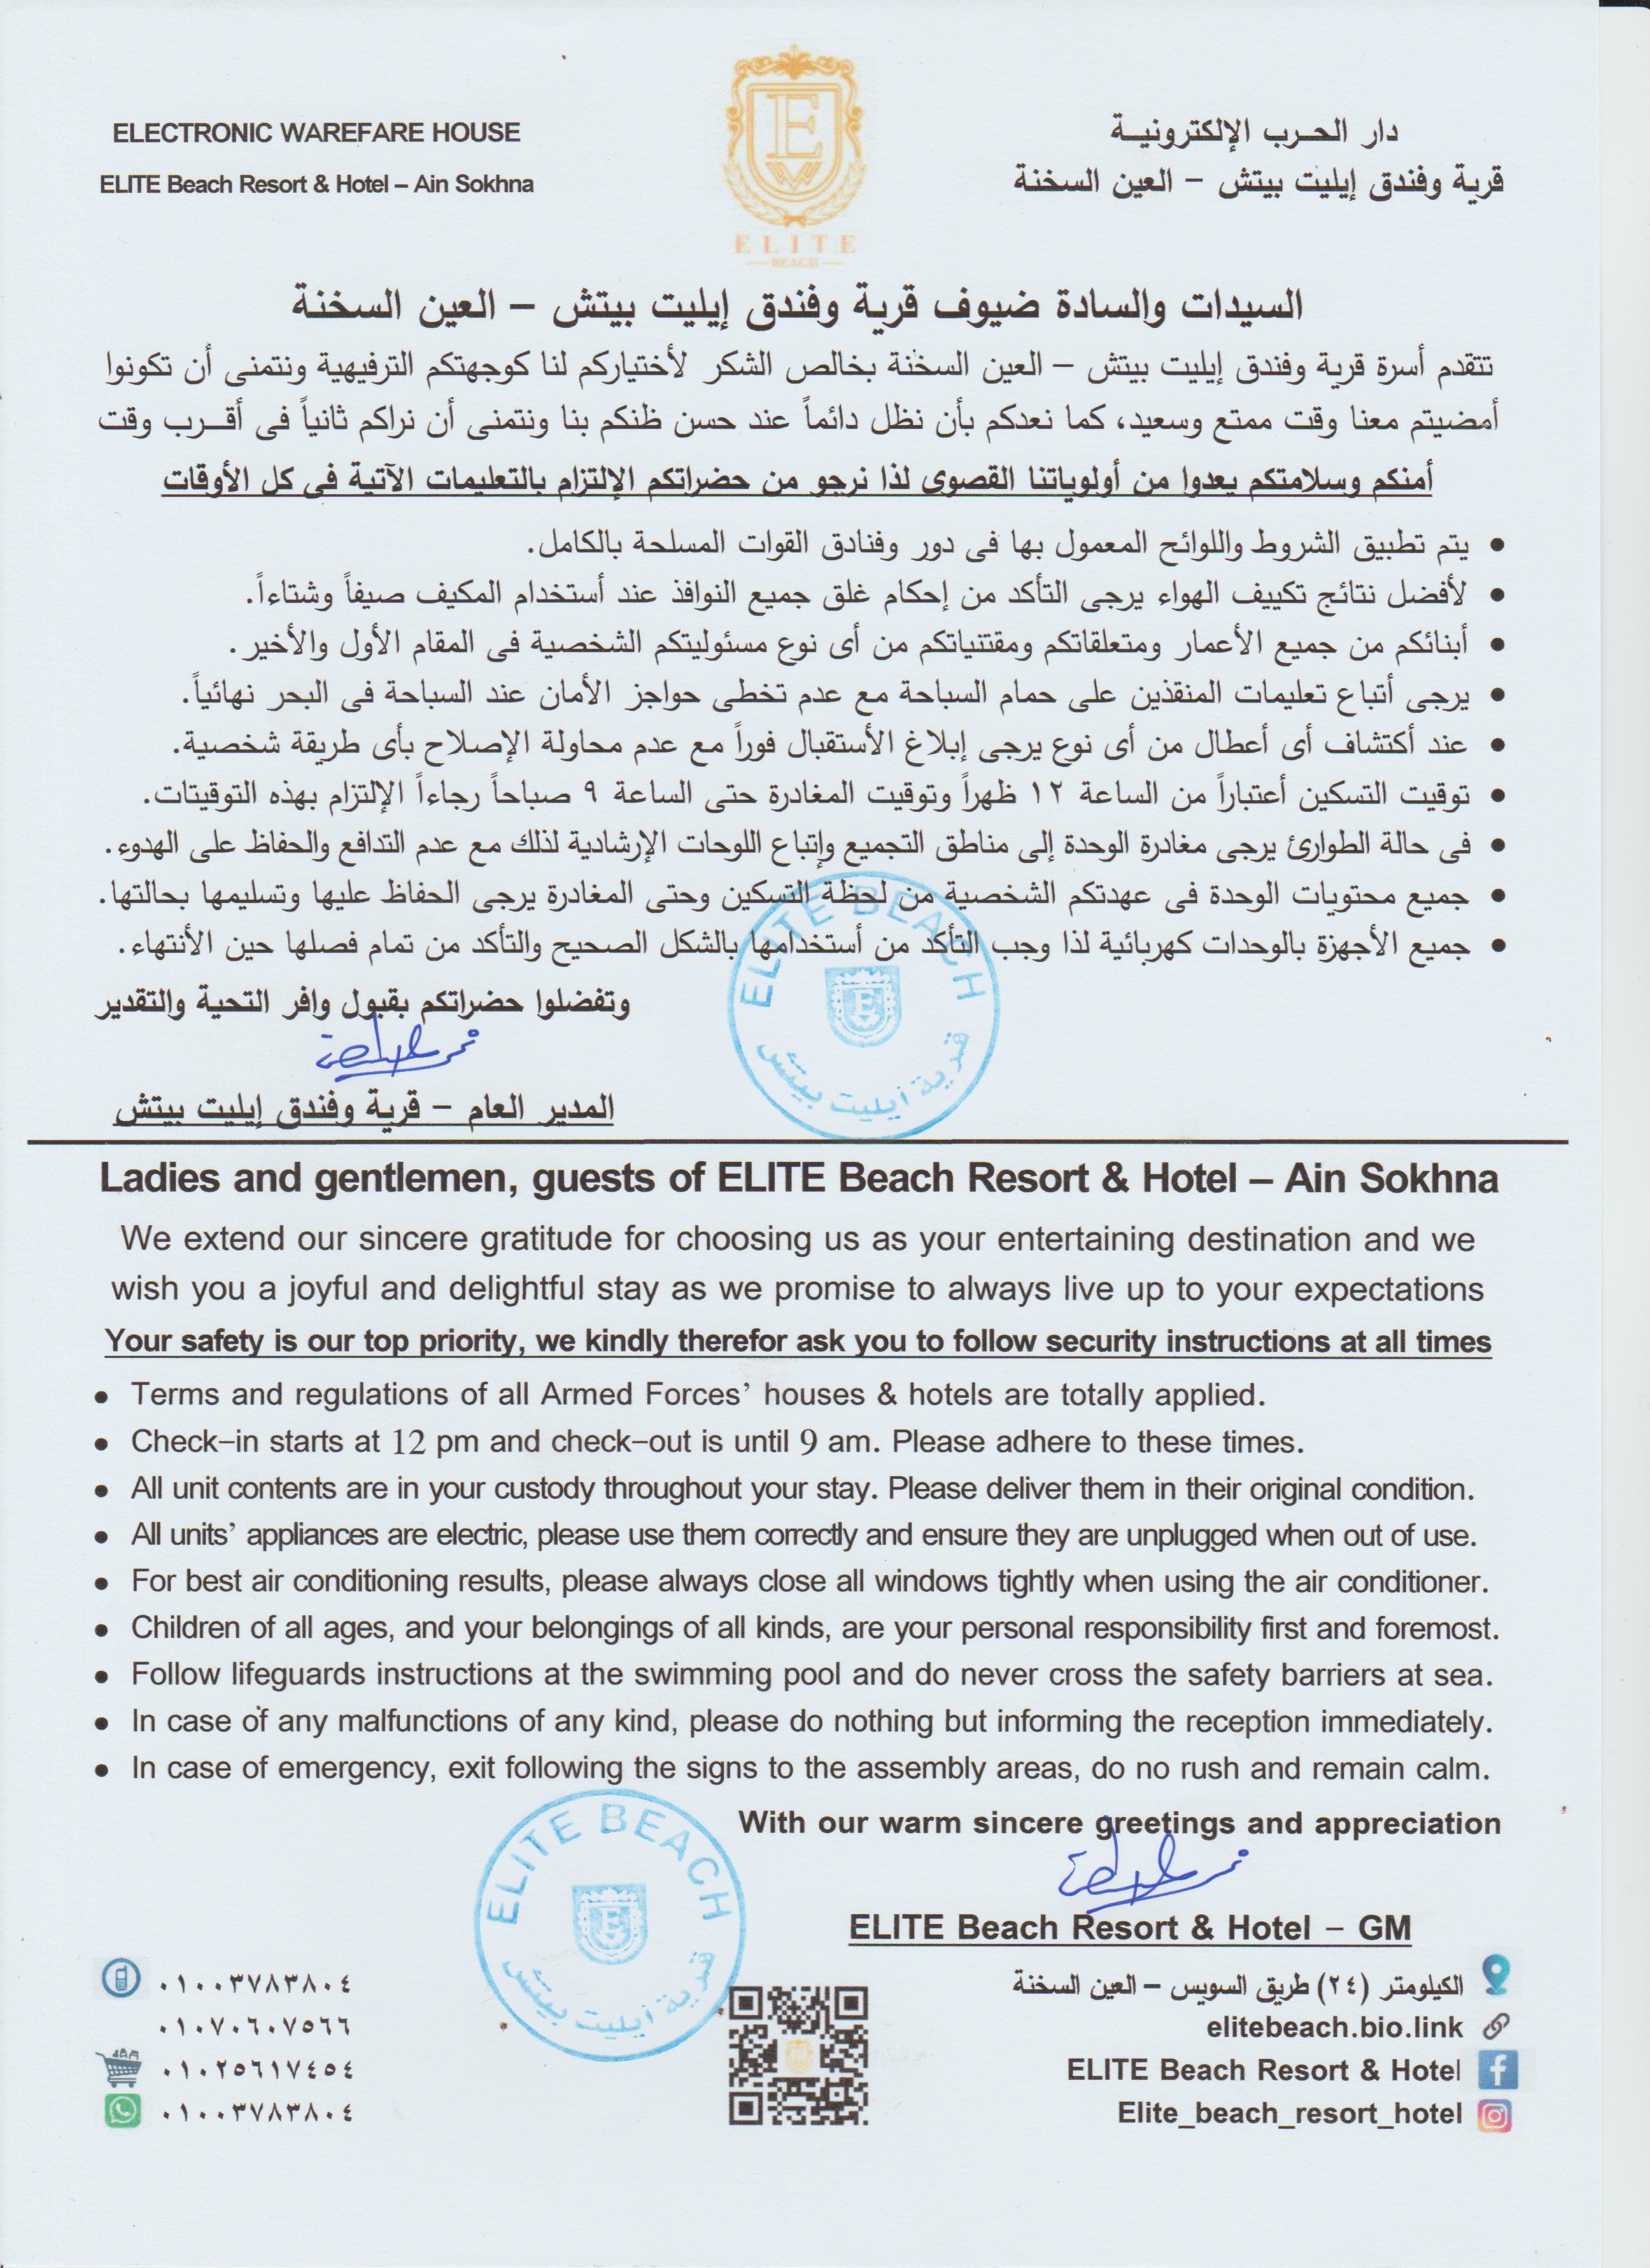 ELECTRONIC WAREFARE HOUSE
ELITE Beach Resort & Hotel – Ain Sokhna
ELITE
BEACH
دار الحرب الإلكترونية
قرية وفندق إيليت بيتش – العين السخنة
السيدات والسادة ضيوف قرية وفندق إيليت بيتش – العين السخنة
تتقدم أسرة قرية وفندق إيليت بيتش – العين السخنة بخالص الشكر لأختياركم لنا كوجهتكم الترفيهية ونتمنى أن تكونوا
أمضيتم معنا وقت ممتع وسعيد، كما نعدكم بأن نظل دائماً عند حسن ظنكم بنا ونتمنى أن نراكم ثانياً فى أقرب وقت
أمنكم وسلامتكم يعدوا من أولوياتنا القصوى لذا نرجو من حضراتكم الإلتزام بالتعليمات الآتية فى كل الأوقات
• يتم تطبيق الشروط واللوائح المعمول بها فى دور وفنادق القوات المسلحة بالكامل.
• لأفضل نتائج تكييف الهواء يرجى التأكد من إحكام غلق جميع النوافذ عند أستخدام المكيف صيفاً وشتاءاً.
• أبنائكم من جميع الأعمار ومتعلقاتكم ومقتنياتكم من أى نوع مسئوليتكم الشخصية فى المقام الأول والأخير.
• يرجى أتباع تعليمات المنقذين على حمام السباحة مع عدم تخطى حواجز الأمان عند السباحة فى البحر نهائياً.
• عند أكتشاف أى أعطال من أى نوع يرجى إبلاغ الأستقبال فوراً مع عدم محاولة الإصلاح بأى طريقة شخصية.
• توقيت التسكين أعتباراً من الساعة ١٢ ظهراً وتوقيت المغادرة حتى الساعة ٩ صباحاً رجاءاً الإلتزام بهذه التوقيتات.
• فى حالة الطوارئ يرجى مغادرة الوحدة إلى مناطق التجميع وإتباع اللوحات الإرشادية لذلك مع عدم التدافع والحفاظ على الهدوء.
• جميع محتويات الوحدة فى عهدتكم الشخصية من لحظة التسكين وحتى المغادرة يرجى الحفاظ عليها وتسليمها بحالتها.
• جميع الأجهزة بالوحدات كهربائية لذا وجب التأكد من أستخدامها بالشكل الصحيح والتأكد من تمام فصلها حين الأنتهاء.
وتفضلوا حضراتكم بقبول وافر التحية والتقدير
ELITE BEACH
قرية ايليت بيتش
المدير العام – قرية وفندق إيليت بيتش
Ladies and gentlemen, guests of ELITE Beach Resort & Hotel – Ain Sokhna
We extend our sincere gratitude for choosing us as your entertaining destination and we
wish you a joyful and delightful stay as we promise to always live up to your expectations
Your safety is our top priority, we kindly therefor ask you to follow security instructions at all times
• Terms and regulations of all Armed Forces’ houses & hotels are totally applied.
• Check-in starts at 12 pm and check-out is until 9 am. Please adhere to these times.
• All unit contents are in your custody throughout your stay. Please deliver them in their original condition.
• All units’ appliances are electric, please use them correctly and ensure they are unplugged when out of use.
• For best air conditioning results, please always close all windows tightly when using the air conditioner.
• Children of all ages, and your belongings of all kinds, are your personal responsibility first and foremost.
• Follow lifeguards instructions at the swimming pool and do never cross the safety barriers at sea.
• In case of any malfunctions of any kind, please do nothing but informing the reception immediately.
• In case of emergency, exit following the signs to the assembly areas, do no rush and remain calm.
With our warm sincere greetings and appreciation
ELITE BEACH
قرية ايليت بيتش
ELITE Beach Resort & Hotel – GM
٠١٠٠٣٧٨٣٨٠٤
٠١٠٧٠٦٠٧٥٦٦
٠١٠٢٥٦١٧٤٥٤
٠١٠٠٣٧٨٣٨٠٤
الكيلومتر (٢٤) طريق السويس – العين السخنة
elitebeach.bio.link
ELITE Beach Resort & Hotel
Elite_beach_resort_hotel